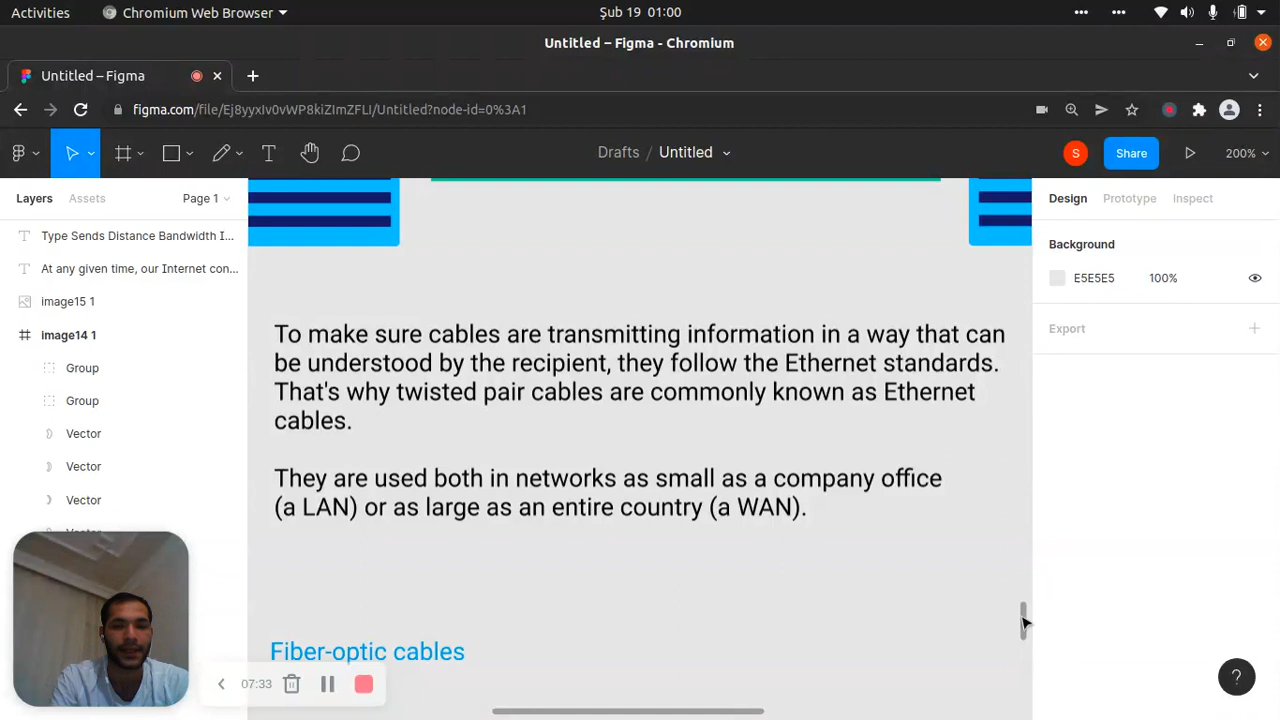 Activities
Chromium Web Browser
Şub 19 01:00
Untitled – Figma - Chromium
Untitled – Figma
figma.com/file/Ej8yyxIv0vWP8kiZImZFLI/Untitled?node-id=0%3A1
Drafts / Untitled
S
Share
200%
Layers
Assets
Page 1
Design
Prototype
Inspect
Type Sends Distance Bandwidth I...
At any given time, our Internet con...
image15 1
image14 1
Group
Group
Vector
Vector
Vector
Background
E5E5E5
100%
Export
To make sure cables are transmitting information in a way that can
be understood by the recipient, they follow the Ethernet standards.
That's why twisted pair cables are commonly known as Ethernet
cables.
They are used both in networks as small as a company office
(a LAN) or as large as an entire country (a WAN).
Fiber-optic cables
07:33
?